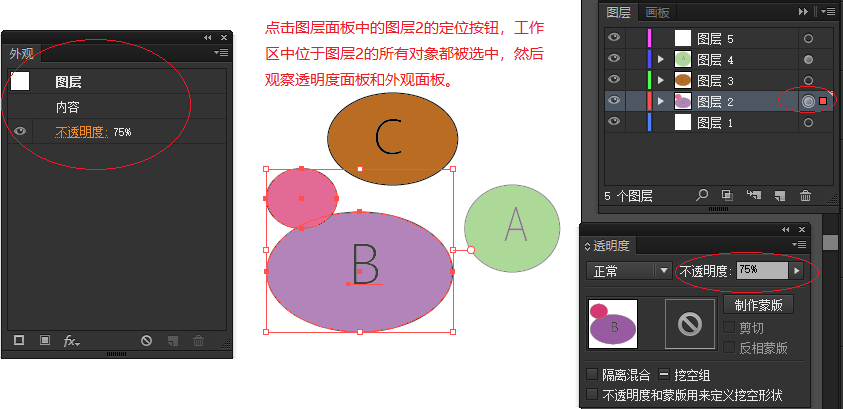 点击图层面板中的图层2的定位按钮，工作
区中位于图层2的所有对象都被选中，然后
观察透明度面板和外观面板。
外观
图层
内容
不透明度: 75%
fx
C
A
B
图层 画板
图层 5
图层 4
图层 3
图层 2
图层 1
5 个图层
透明度
正常 不透明度: 75%
B
制作蒙版
剪切
反相蒙版
隔离混合 挖空组
不透明度和蒙版用来定义挖空形状